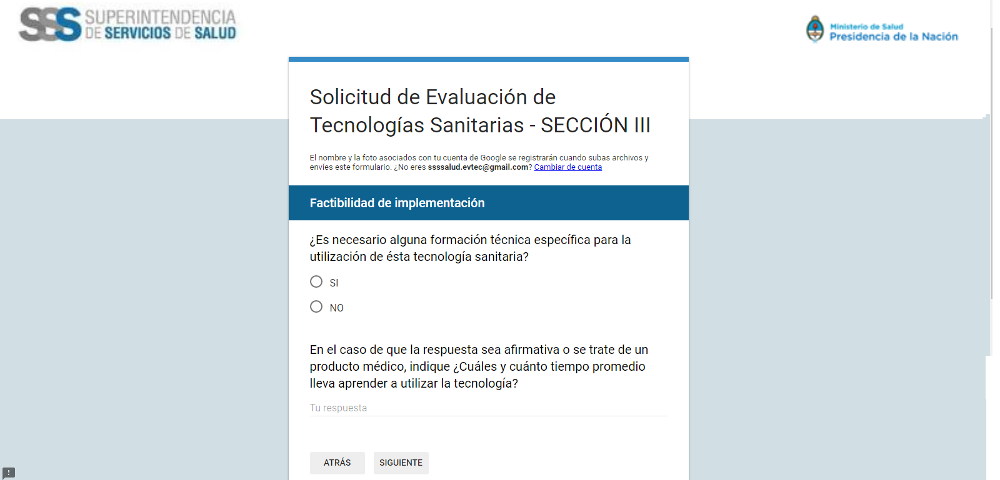 SSS SUPERINTENDENCIA
DE SERVICIOS DE SALUD
Ministerio de Salud
Presidencia de la Nación
Solicitud de Evaluación de
Tecnologías Sanitarias - SECCIÓN III
El nombre y la foto asociados con tu cuenta de Google se registrarán cuando subas archivos y
envíes este formulario. ¿No eres ssssalud.evtec@gmail.com? Cambiar de cuenta
Factibilidad de implementación
¿Es necesario alguna formación técnica específica para la
utilización de ésta tecnología sanitaria?
SI
NO
En el caso de que la respuesta sea afirmativa o se trate de un
producto médico, indique ¿Cuáles y cuánto tiempo promedio
lleva aprender a utilizar la tecnología?
Tu respuesta
ATRÁS SIGUIENTE